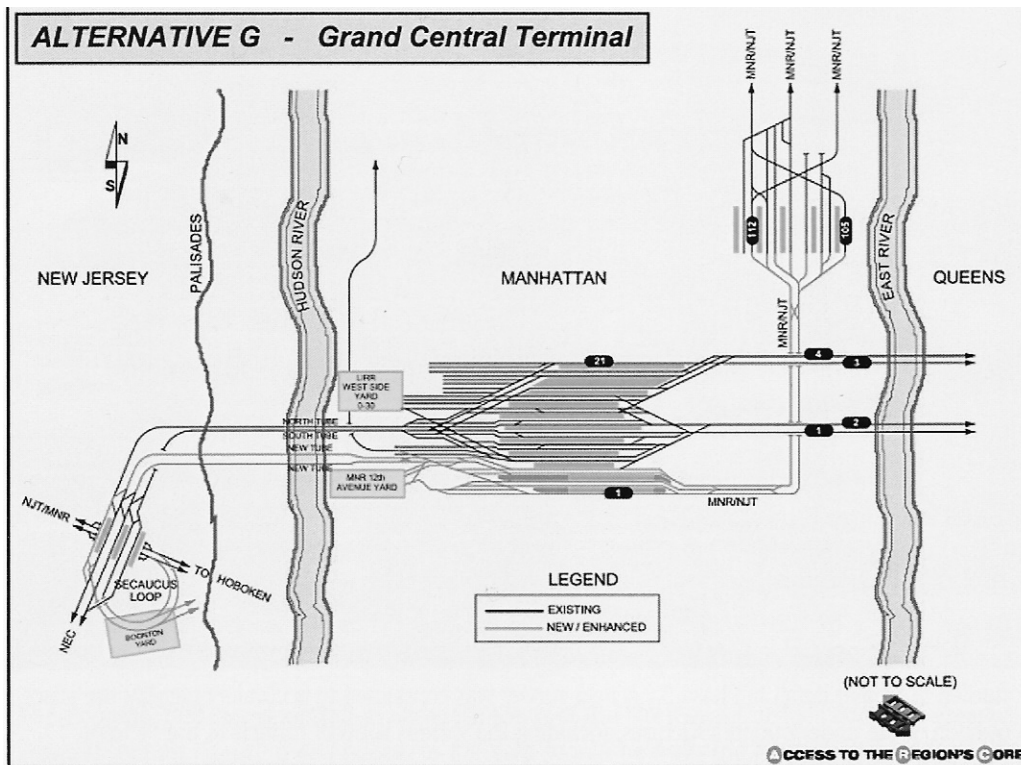 ALTERNATIVE G - Grand Central Terminal
MNR/NJT
MNR/NJT
MNR/NJT
N
S
PALISADES
HUDSON RIVER
EAST RIVER
NEW JERSEY
MANHATTAN
QUEENS
112
105
MNR/NJT
LIRR
WEST SIDE
YARD
0-30
21
4
3
2
1
NORTH TUBE
SOUTH TUBE
NEW TUBE
NEW TUBE
MNR 12th
AVENUE YARD
1
MNR/NJT
NJT/MNR
TO HOBOKEN
SECAUCUS
LOOP
BOONTON
YARD
NEC
LEGEND
EXISTING
NEW / ENHANCED
(NOT TO SCALE)
ACCESS TO THE REGION'S CORE